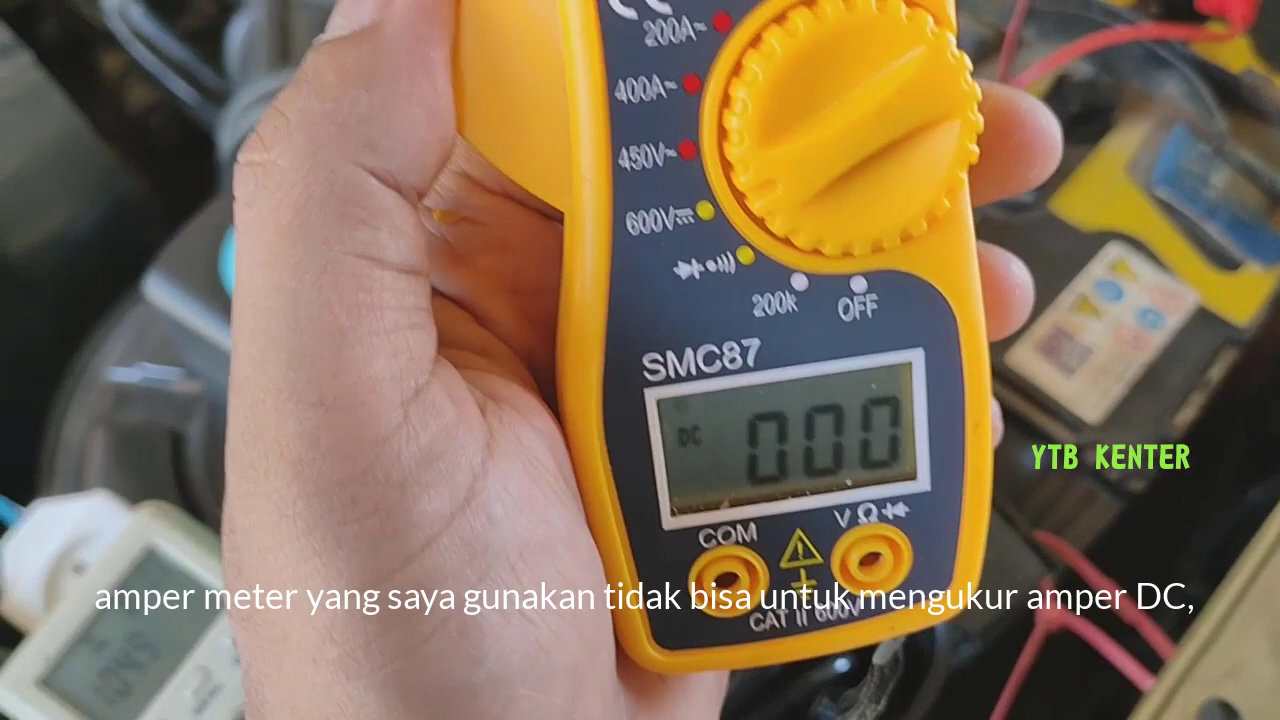 200A~
400A~
450V~
600V
200k
OFF
SMC87
DC
000
YTB KENTER
COM
V Ω
amper meter yang saya gunakan tidak bisa untuk mengukur amper DC,
CAT II 600V